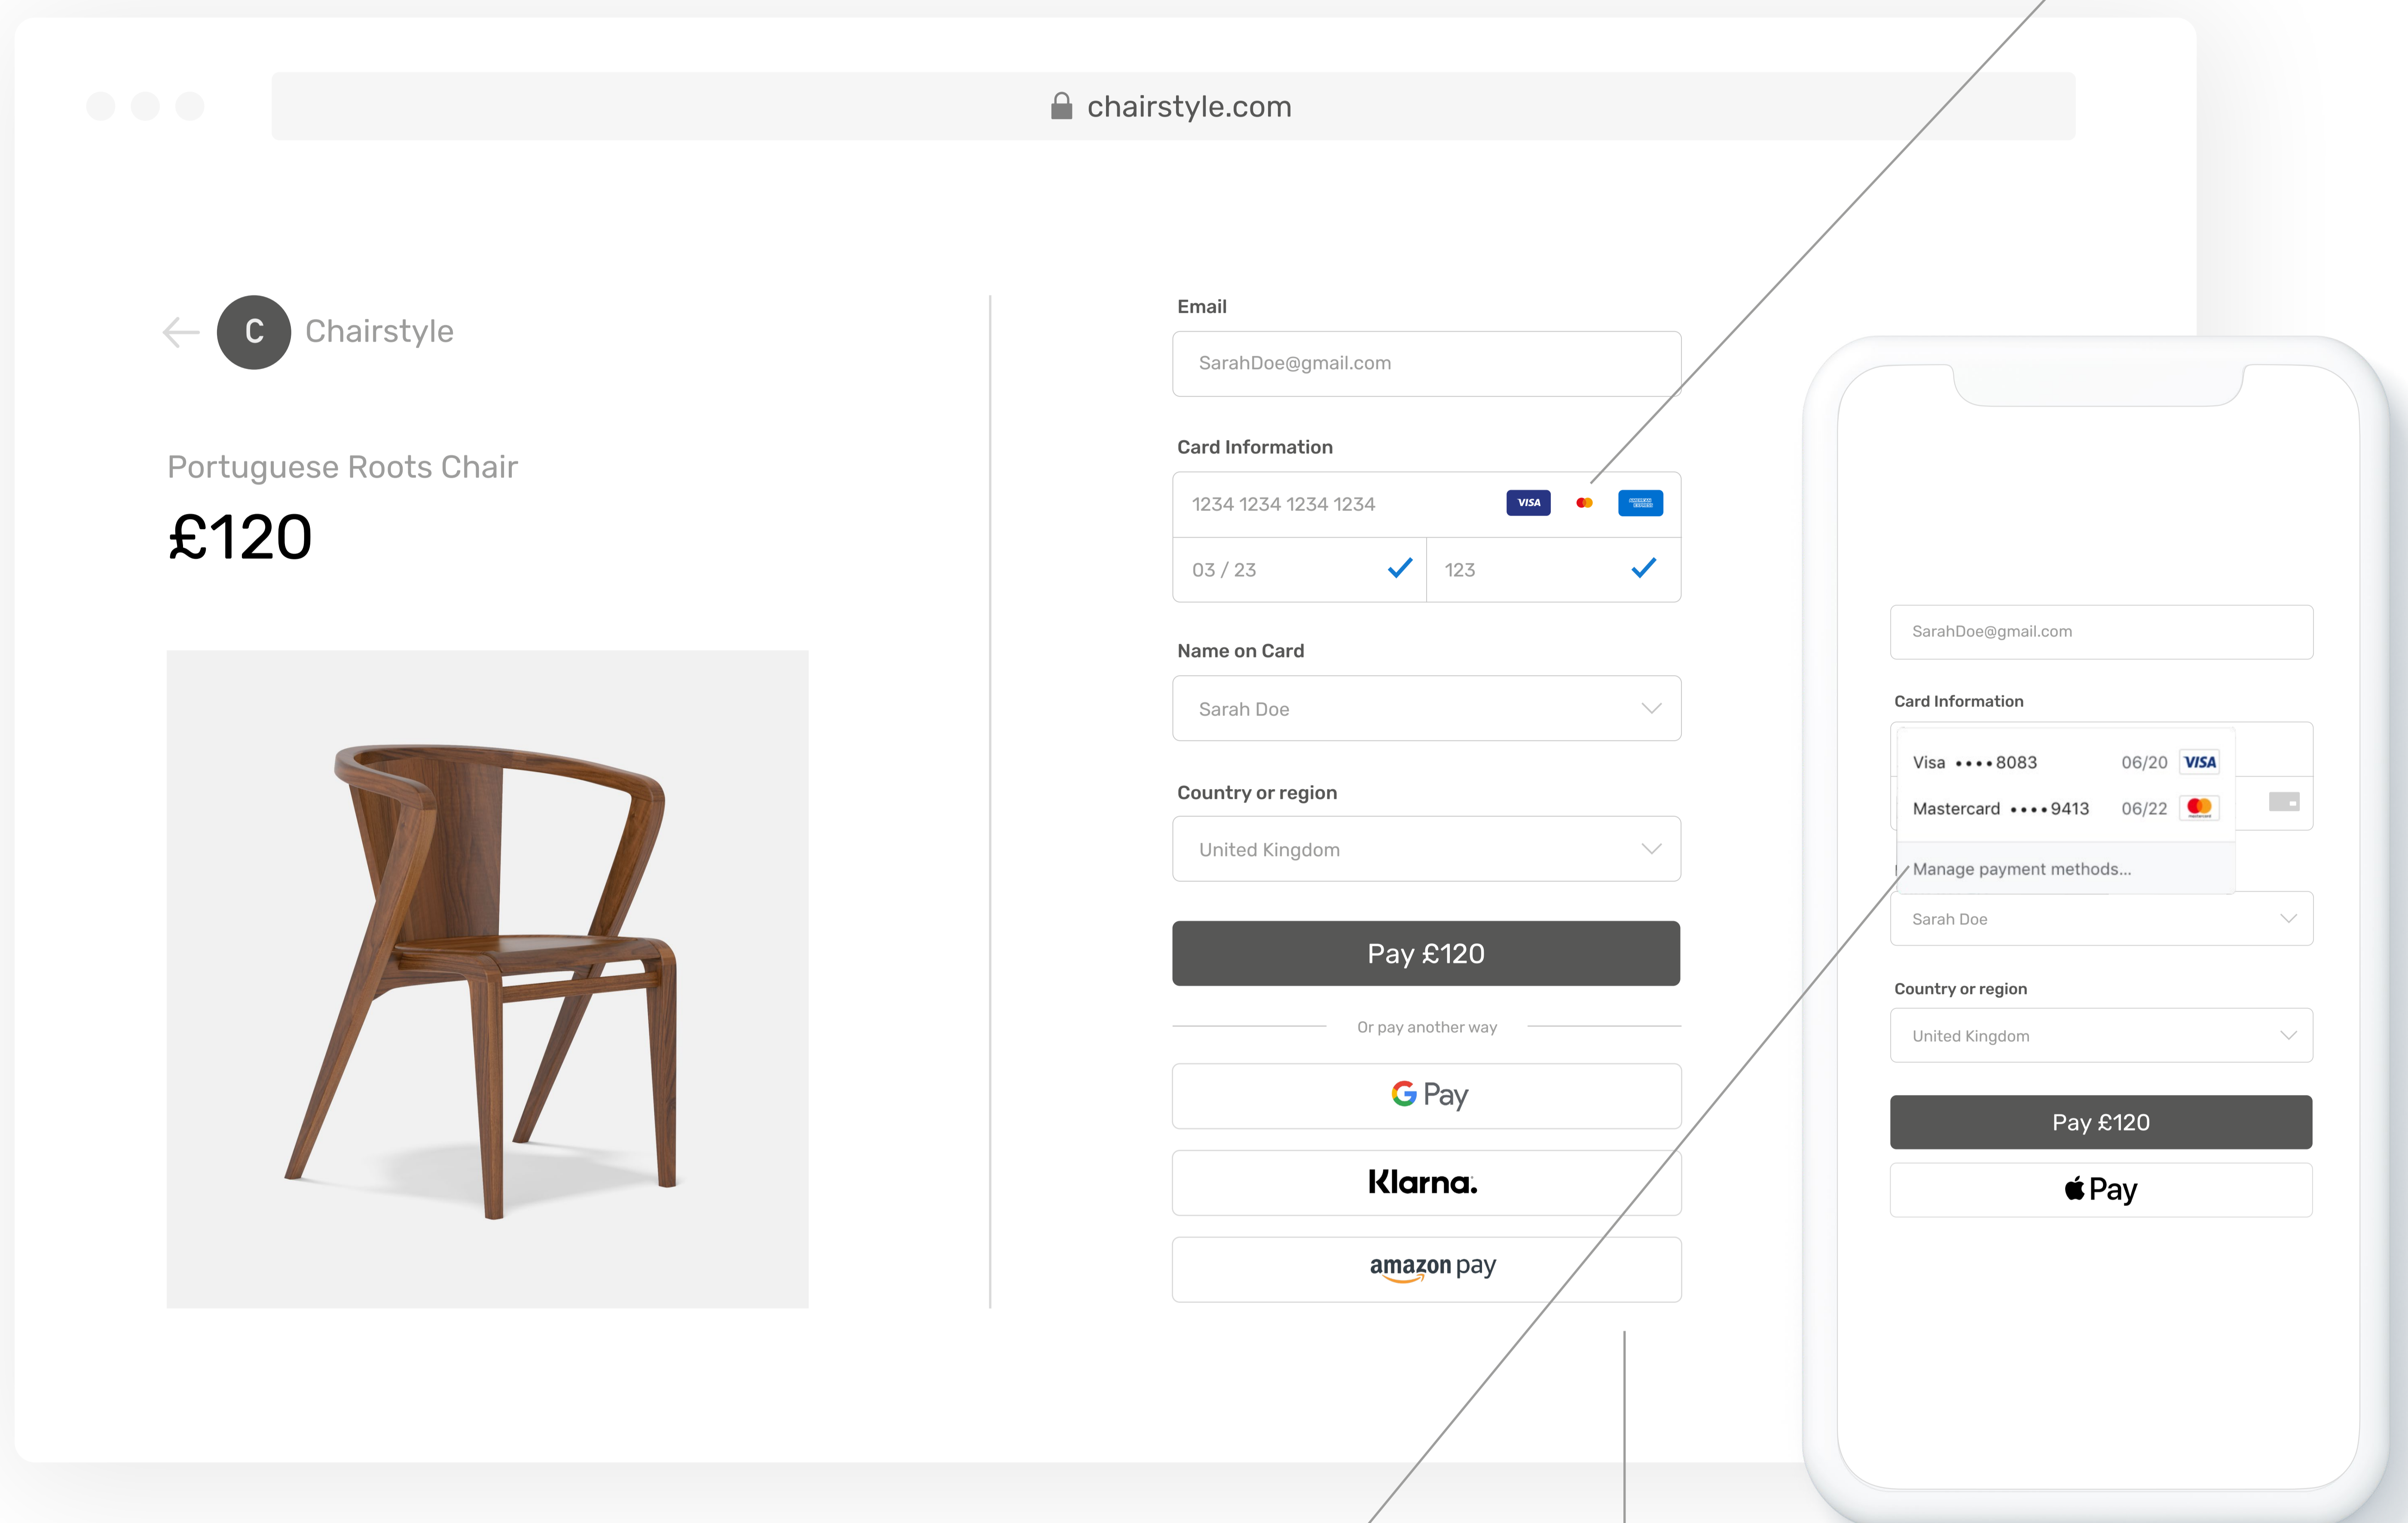 chairstyle.com
C Chairstyle
Portuguese Roots Chair
£120
Email
SarahDoe@gmail.com
Card Information
1234 1234 1234 1234 VISA AMERICAN EXPRESS
03 / 23 123
Name on Card
Sarah Doe
Country or region
United Kingdom
Pay £120
Or pay another way
G Pay
Klarna.
amazon pay
SarahDoe@gmail.com
Card Information
Visa •••• 8083 06/20 VISA
Mastercard •••• 9413 06/22 mastercard
Manage payment methods...
Sarah Doe
Country or region
United Kingdom
Pay £120
Pay